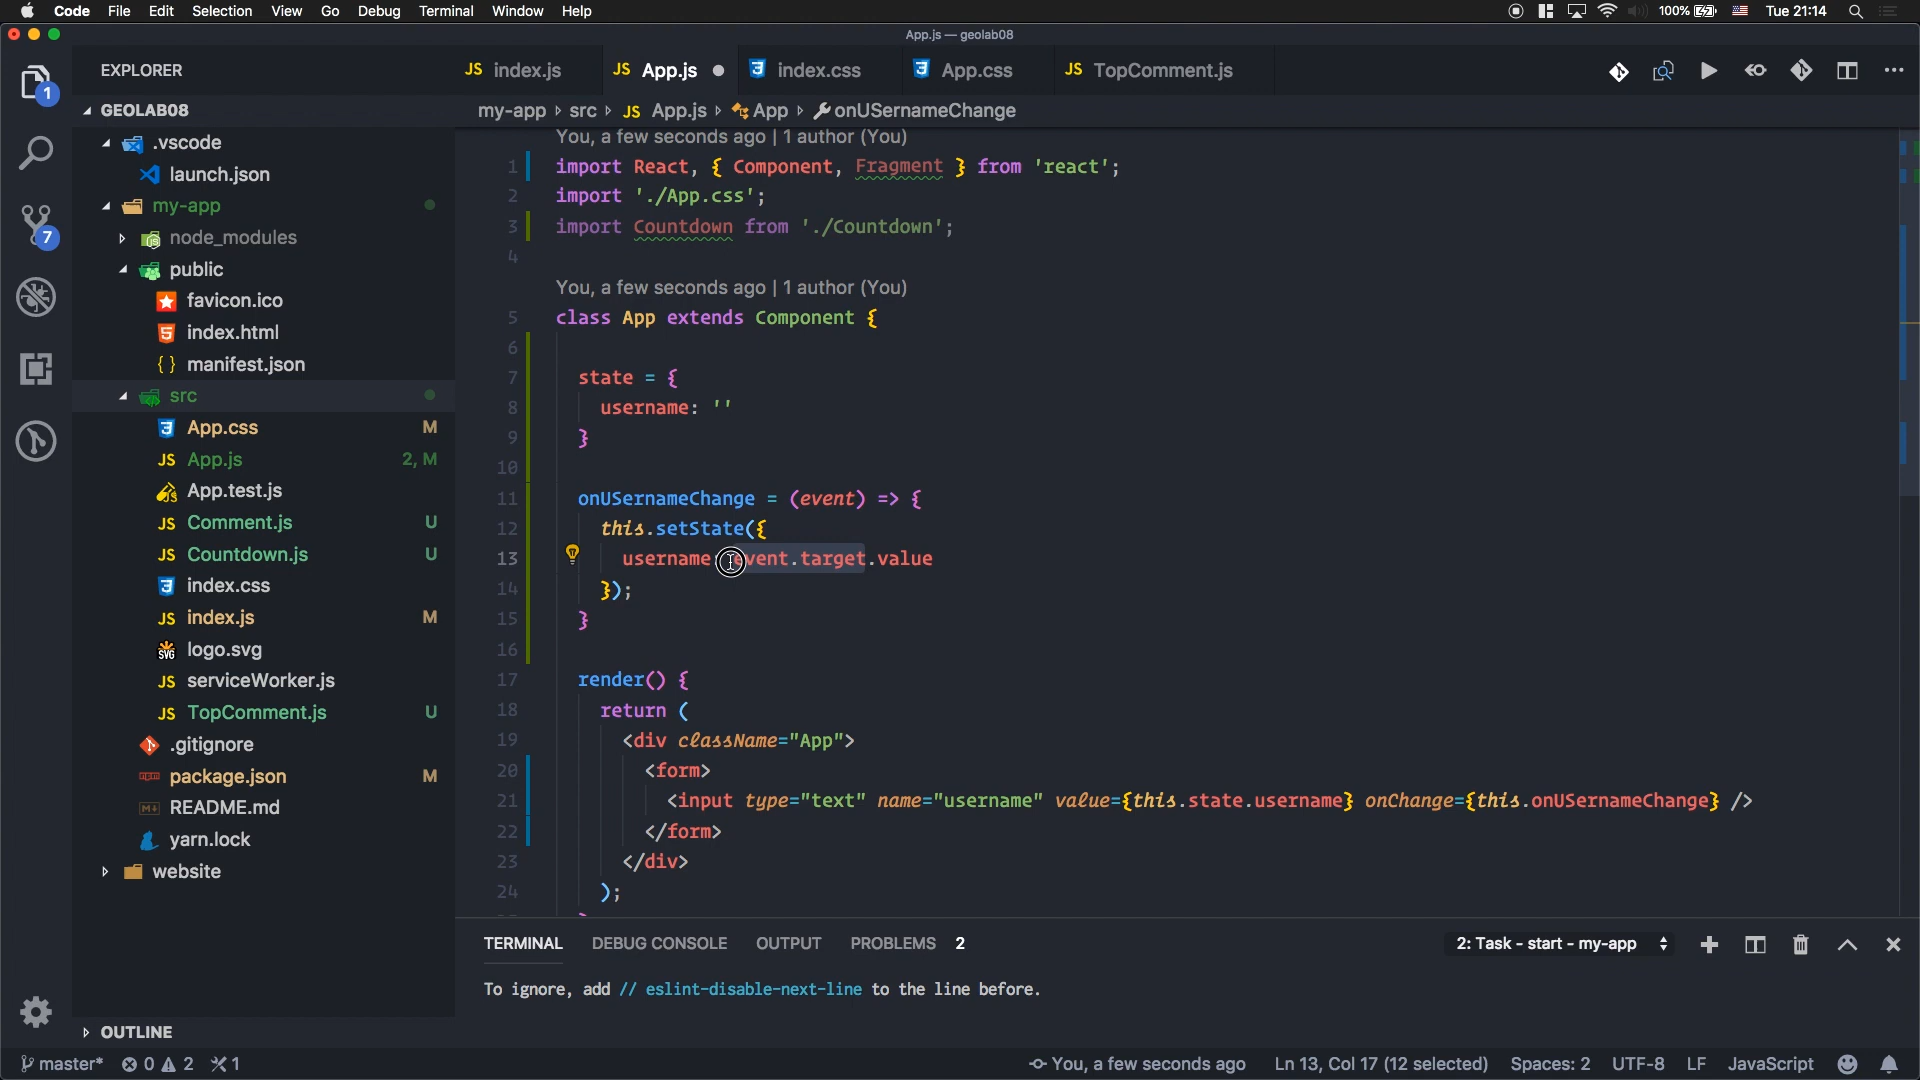 Code File Edit Selection View Go Debug Terminal Window Help 100% Tue 21:14
App.js — geolab08
EXPLORER
JS index.js JS App.js index.css App.css JS TopComment.js
1
GEOLAB08
my-app › src › JS App.js › App › onUSernameChange
.vscode
launch.json
my-app
node_modules
public
favicon.ico
index.html
manifest.json
src
App.css M
JS App.js 2, M
App.test.js
JS Comment.js U
JS Countdown.js U
index.css
JS index.js M
logo.svg
JS serviceWorker.js
JS TopComment.js U
.gitignore
package.json M
README.md
yarn.lock
website
OUTLINE
7
You, a few seconds ago | 1 author (You)
1 import React, { Component, Fragment } from 'react';
2 import './App.css';
3 import Countdown from './Countdown';
4
You, a few seconds ago | 1 author (You)
5 class App extends Component {
6
7 state = {
8 username: ''
9 }
10
11 onUSernameChange = (event) => {
12 this.setState({
13 username event.target.value
14 });
15 }
16
17 render() {
18 return (
19 <div className="App">
20 <form>
21 <input type="text" name="username" value={this.state.username} onChange={this.onUSernameChange} />
22 </form>
23 </div>
24 );
TERMINAL DEBUG CONSOLE OUTPUT PROBLEMS 2 2: Task - start - my-app
To ignore, add // eslint-disable-next-line to the line before.
master* 0 2 1 You, a few seconds ago Ln 13, Col 17 (12 selected) Spaces: 2 UTF-8 LF JavaScript